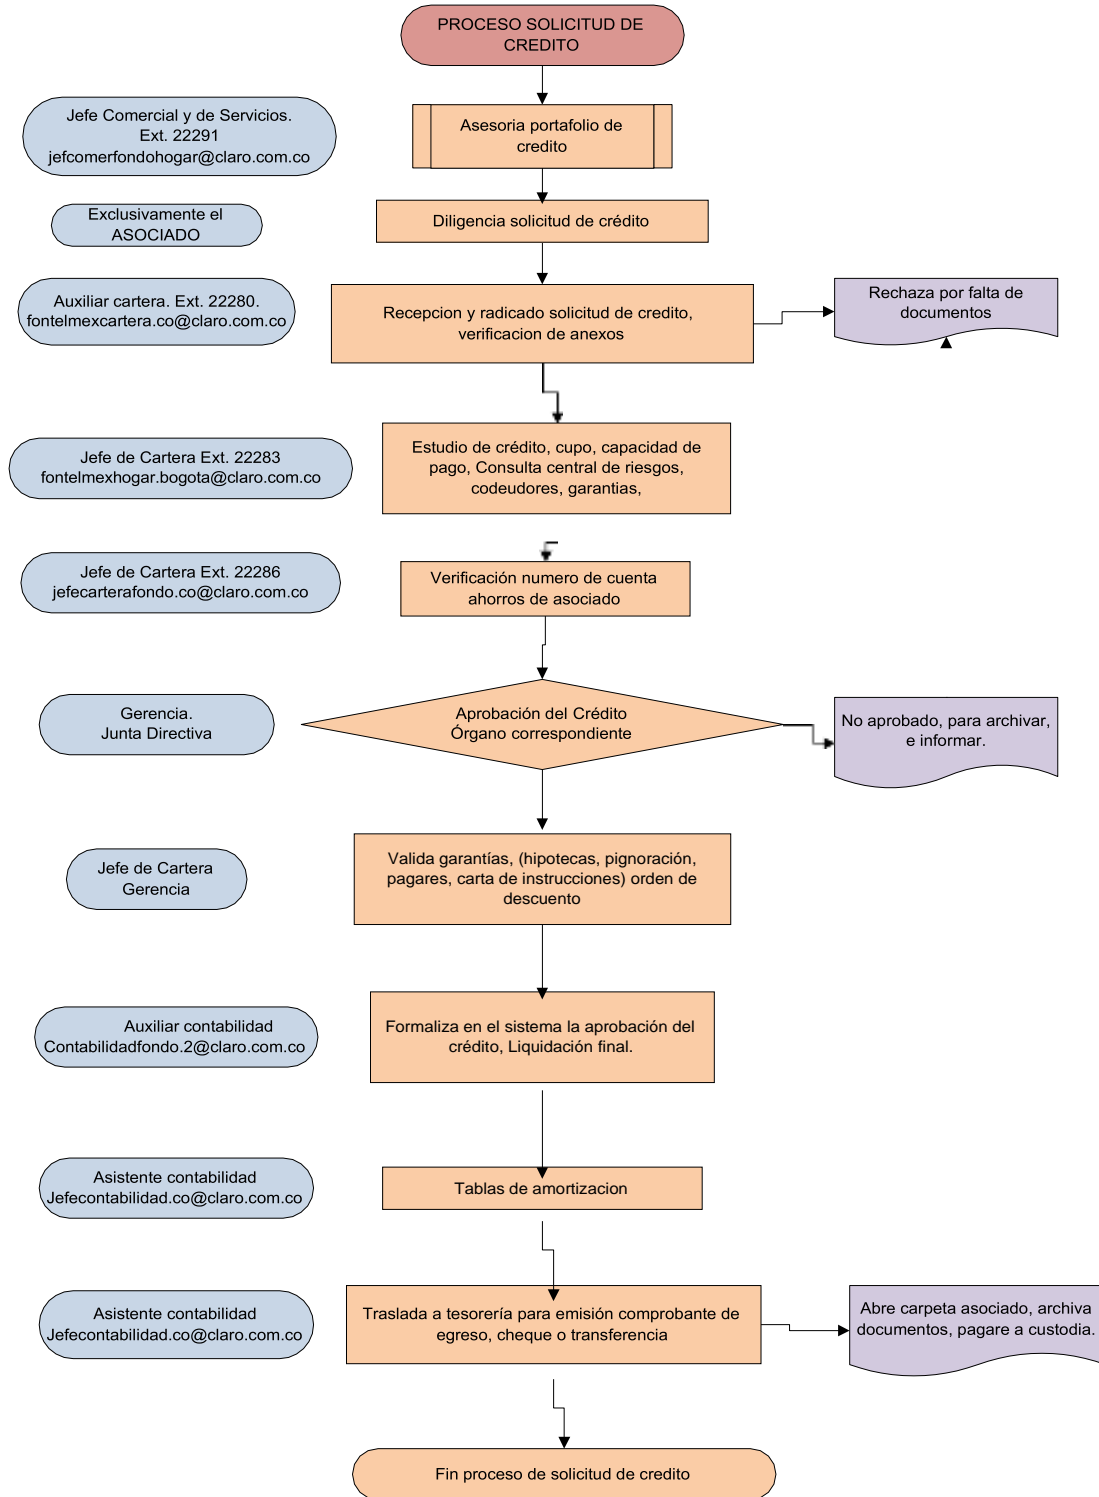 PROCESO SOLICITUD DE
CREDITO
Jefe Comercial y de Servicios.
Ext. 22291
jefcomerfondohogar@claro.com.co
Asesoria portafolio de
credito
Exclusivamente el
ASOCIADO
Diligencia solicitud de crédito
Auxiliar cartera. Ext. 22280.
fontelmexcartera.co@claro.com.co
Recepcion y radicado solicitud de credito,
verificacion de anexos
Rechaza por falta de
documentos
Jefe de Cartera Ext. 22283
fontelmexhogar.bogota@claro.com.co
Estudio de crédito, cupo, capacidad de
pago, Consulta central de riesgos,
codeudores, garantias,
Jefe de Cartera Ext. 22286
jefecarterafondo.co@claro.com.co
Verificación numero de cuenta
ahorros de asociado
Gerencia.
Junta Directiva
Aprobación del Crédito
Órgano correspondiente
No aprobado, para archivar,
e informar.
Jefe de Cartera
Gerencia
Valida garantías, (hipotecas, pignoración,
pagares, carta de instrucciones) orden de
descuento
Auxiliar contabilidad
Contabilidadfondo.2@claro.com.co
Formaliza en el sistema la aprobación del
crédito, Liquidación final.
Asistente contabilidad
Jefecontabilidad.co@claro.com.co
Tablas de amortizacion
Asistente contabilidad
Jefecontabilidad.co@claro.com.co
Traslada a tesorería para emisión comprobante de
egreso, cheque o transferencia
Abre carpeta asociado, archiva
documentos, pagare a custodia.
Fin proceso de solicitud de credito